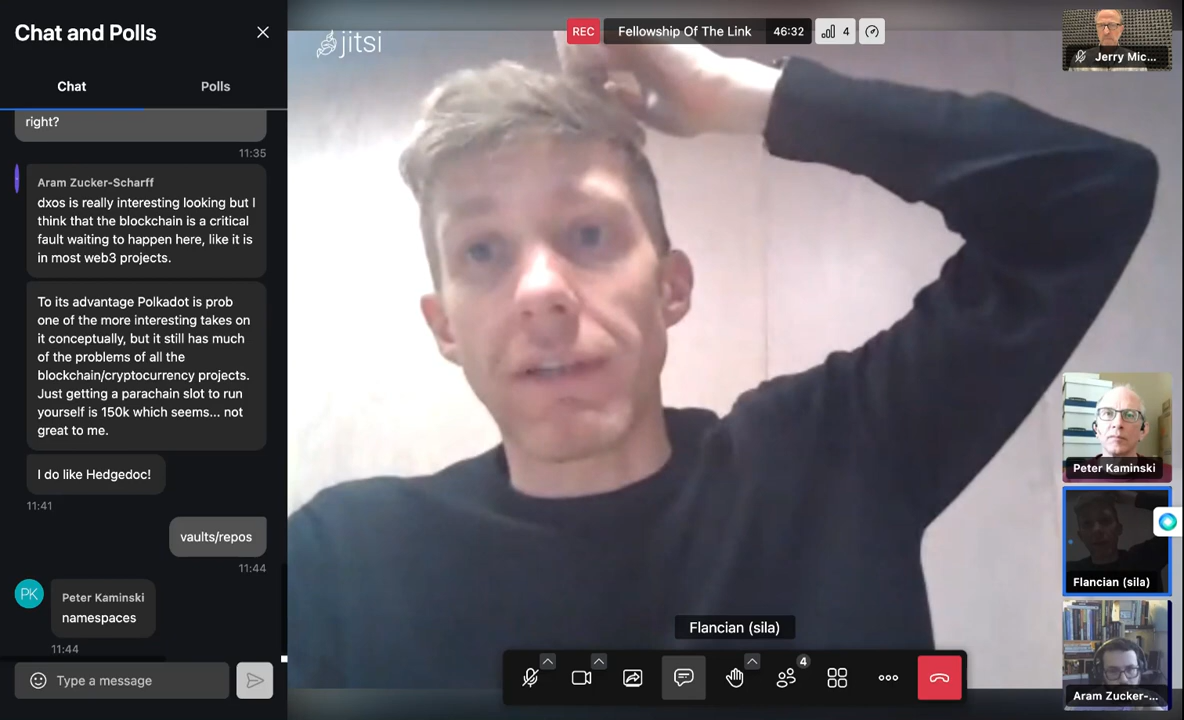 Chat and Polls
Chat
Polls
right?
11:35
Aram Zucker-Scharff
dxos is really interesting looking but I
think that the blockchain is a critical
fault waiting to happen here, like it is
in most web3 projects.
To its advantage Polkadot is prob
one of the more interesting takes on
it conceptually, but it still has much
of the problems of all the
blockchain/cryptocurrency projects.
Just getting a parachain slot to run
yourself is 150k which seems... not
great to me.
I do like Hedgedoc!
11:41
vaults/repos
11:44
PK
Peter Kaminski
namespaces
11:44
Type a message
jitsi
REC
Fellowship Of The Link
46:32
4
Jerry Mic...
Peter Kaminski
Flancian (sila)
Aram Zucker-...
Flancian (sila)
4